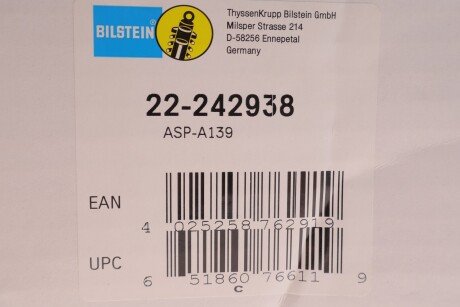 BILSTEIN
ThyssenKrupp Bilstein GmbH
Milsper Strasse 214
D-58256 Ennepetal
Germany
22-242938
ASP-A139
EAN
4 025258 762919
UPC
6 51860 76611 9
C